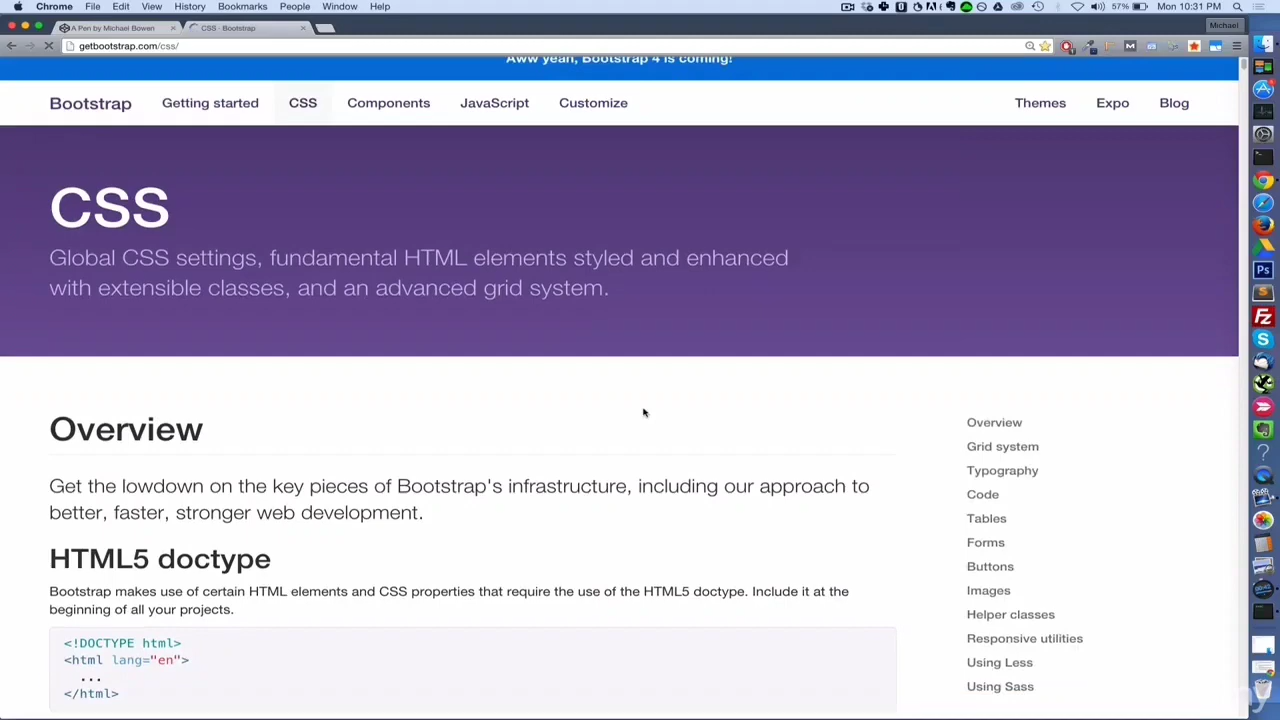 Chrome File Edit View History Bookmarks People Window Help 57% Mon 10:31 PM
A Pen by Michael Bowen CSS · Bootstrap Michael
getbootstrap.com/css/
Aww yeah, Bootstrap 4 is coming!
Bootstrap Getting started CSS Components JavaScript Customize Themes Expo Blog
CSS
Global CSS settings, fundamental HTML elements styled and enhanced
with extensible classes, and an advanced grid system.
Overview
Get the lowdown on the key pieces of Bootstrap's infrastructure, including our approach to
better, faster, stronger web development.
HTML5 doctype
Bootstrap makes use of certain HTML elements and CSS properties that require the use of the HTML5 doctype. Include it at the
beginning of all your projects.
<!DOCTYPE html>
<html lang="en">
...
</html>
Overview
Grid system
Typography
Code
Tables
Forms
Buttons
Images
Helper classes
Responsive utilities
Using Less
Using Sass